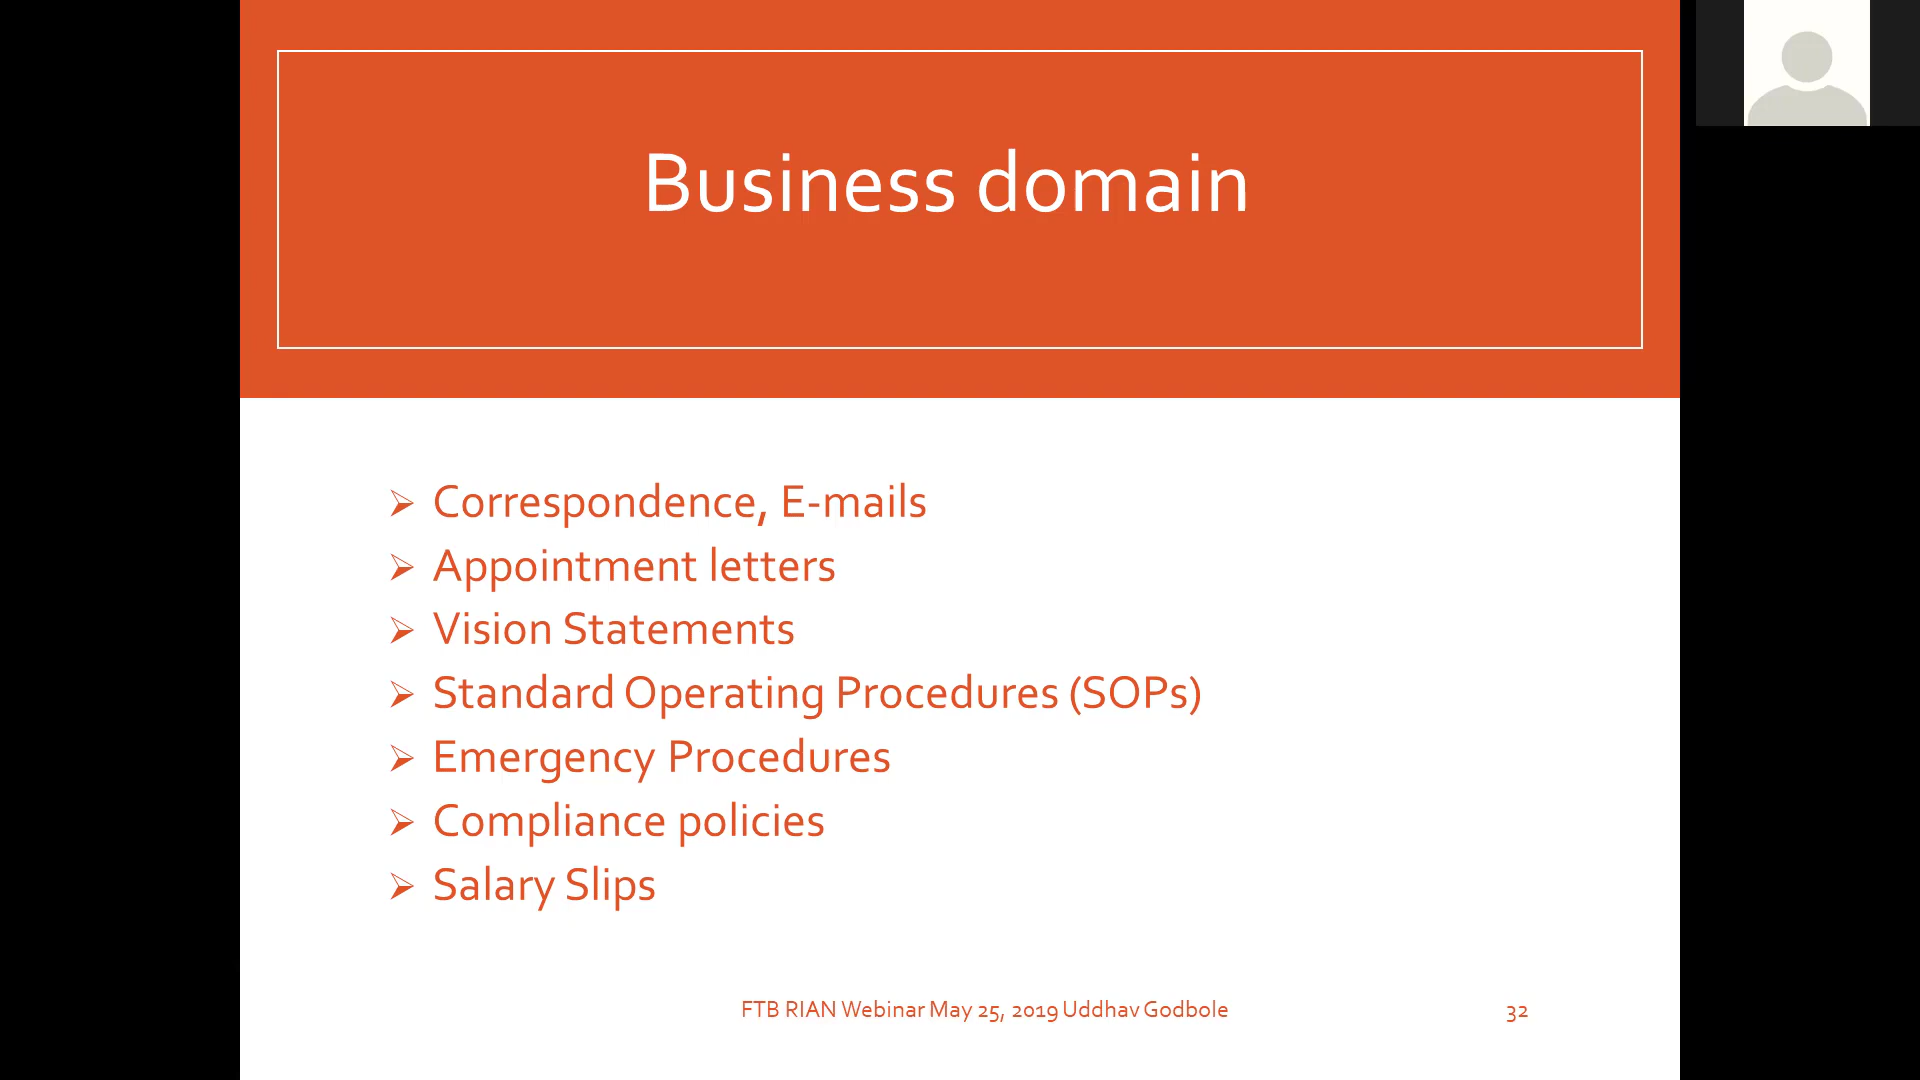 Business domain
Correspondence, E-mails
Appointment letters
Vision Statements
Standard Operating Procedures (SOPs)
Emergency Procedures
Compliance policies
Salary Slips
FTB RIAN Webinar May 25, 2019 Uddhav Godbole 32